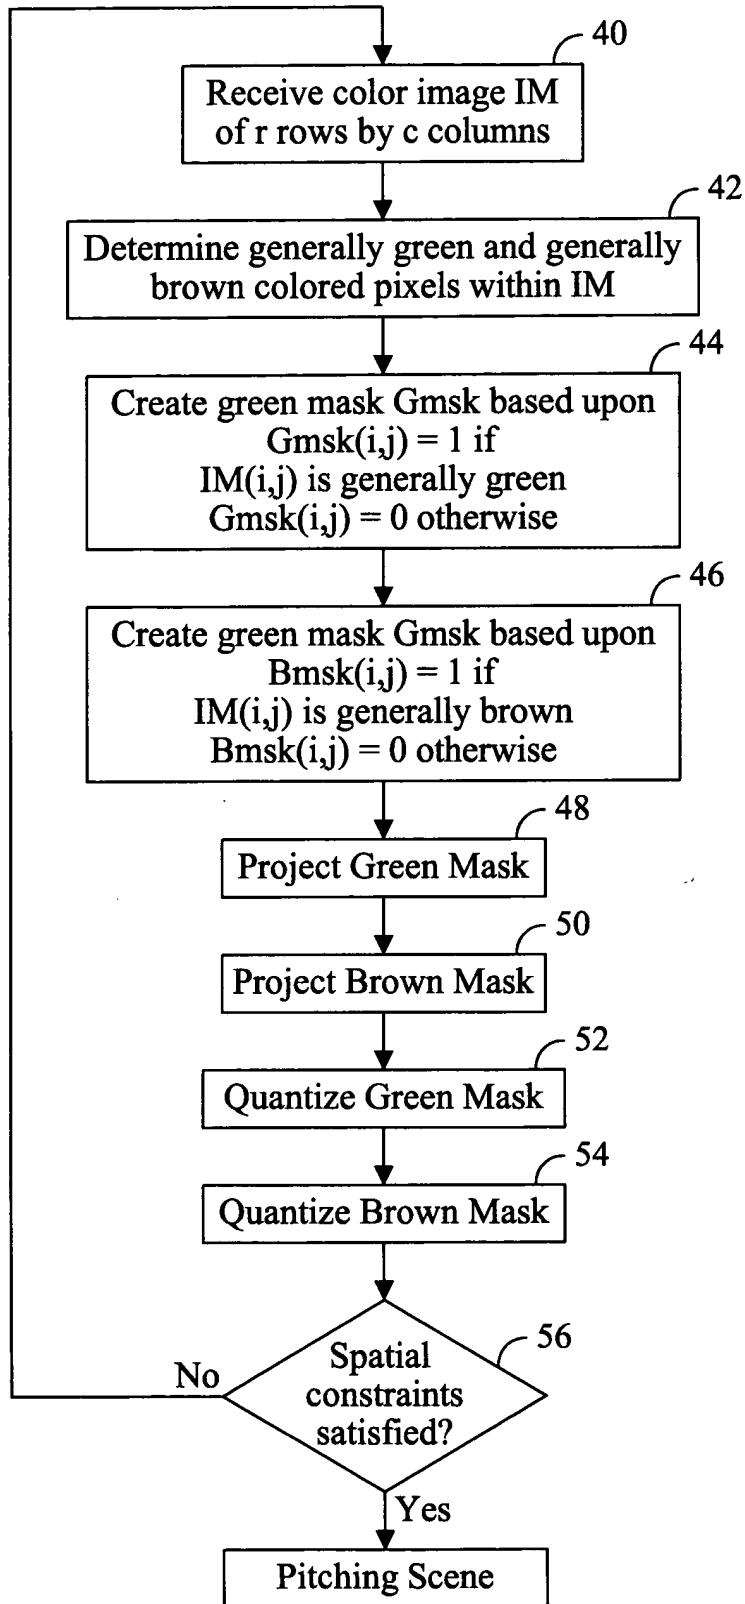 40
Receive color image IM
of r rows by c columns
42
Determine generally green and generally
brown colored pixels within IM
44
Create green mask Gmsk based upon
Gmsk(i,j) = 1 if
IM(i,j) is generally green
Gmsk(i,j) = 0 otherwise
46
Create green mask Gmsk based upon
Bmsk(i,j) = 1 if
IM(i,j) is generally brown
Bmsk(i,j) = 0 otherwise
48
Project Green Mask
50
Project Brown Mask
52
Quantize Green Mask
54
Quantize Brown Mask
56
Spatial
constraints
satisfied?
No
Yes
Pitching Scene